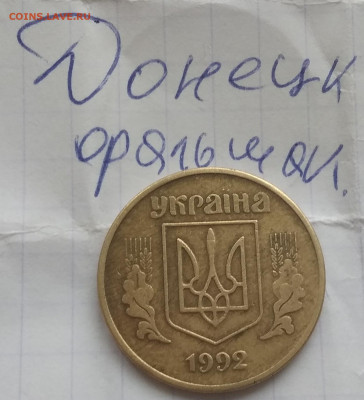 COINS.LAVE.RU
Донецк
фальшак.
УКРАЇНА
1992